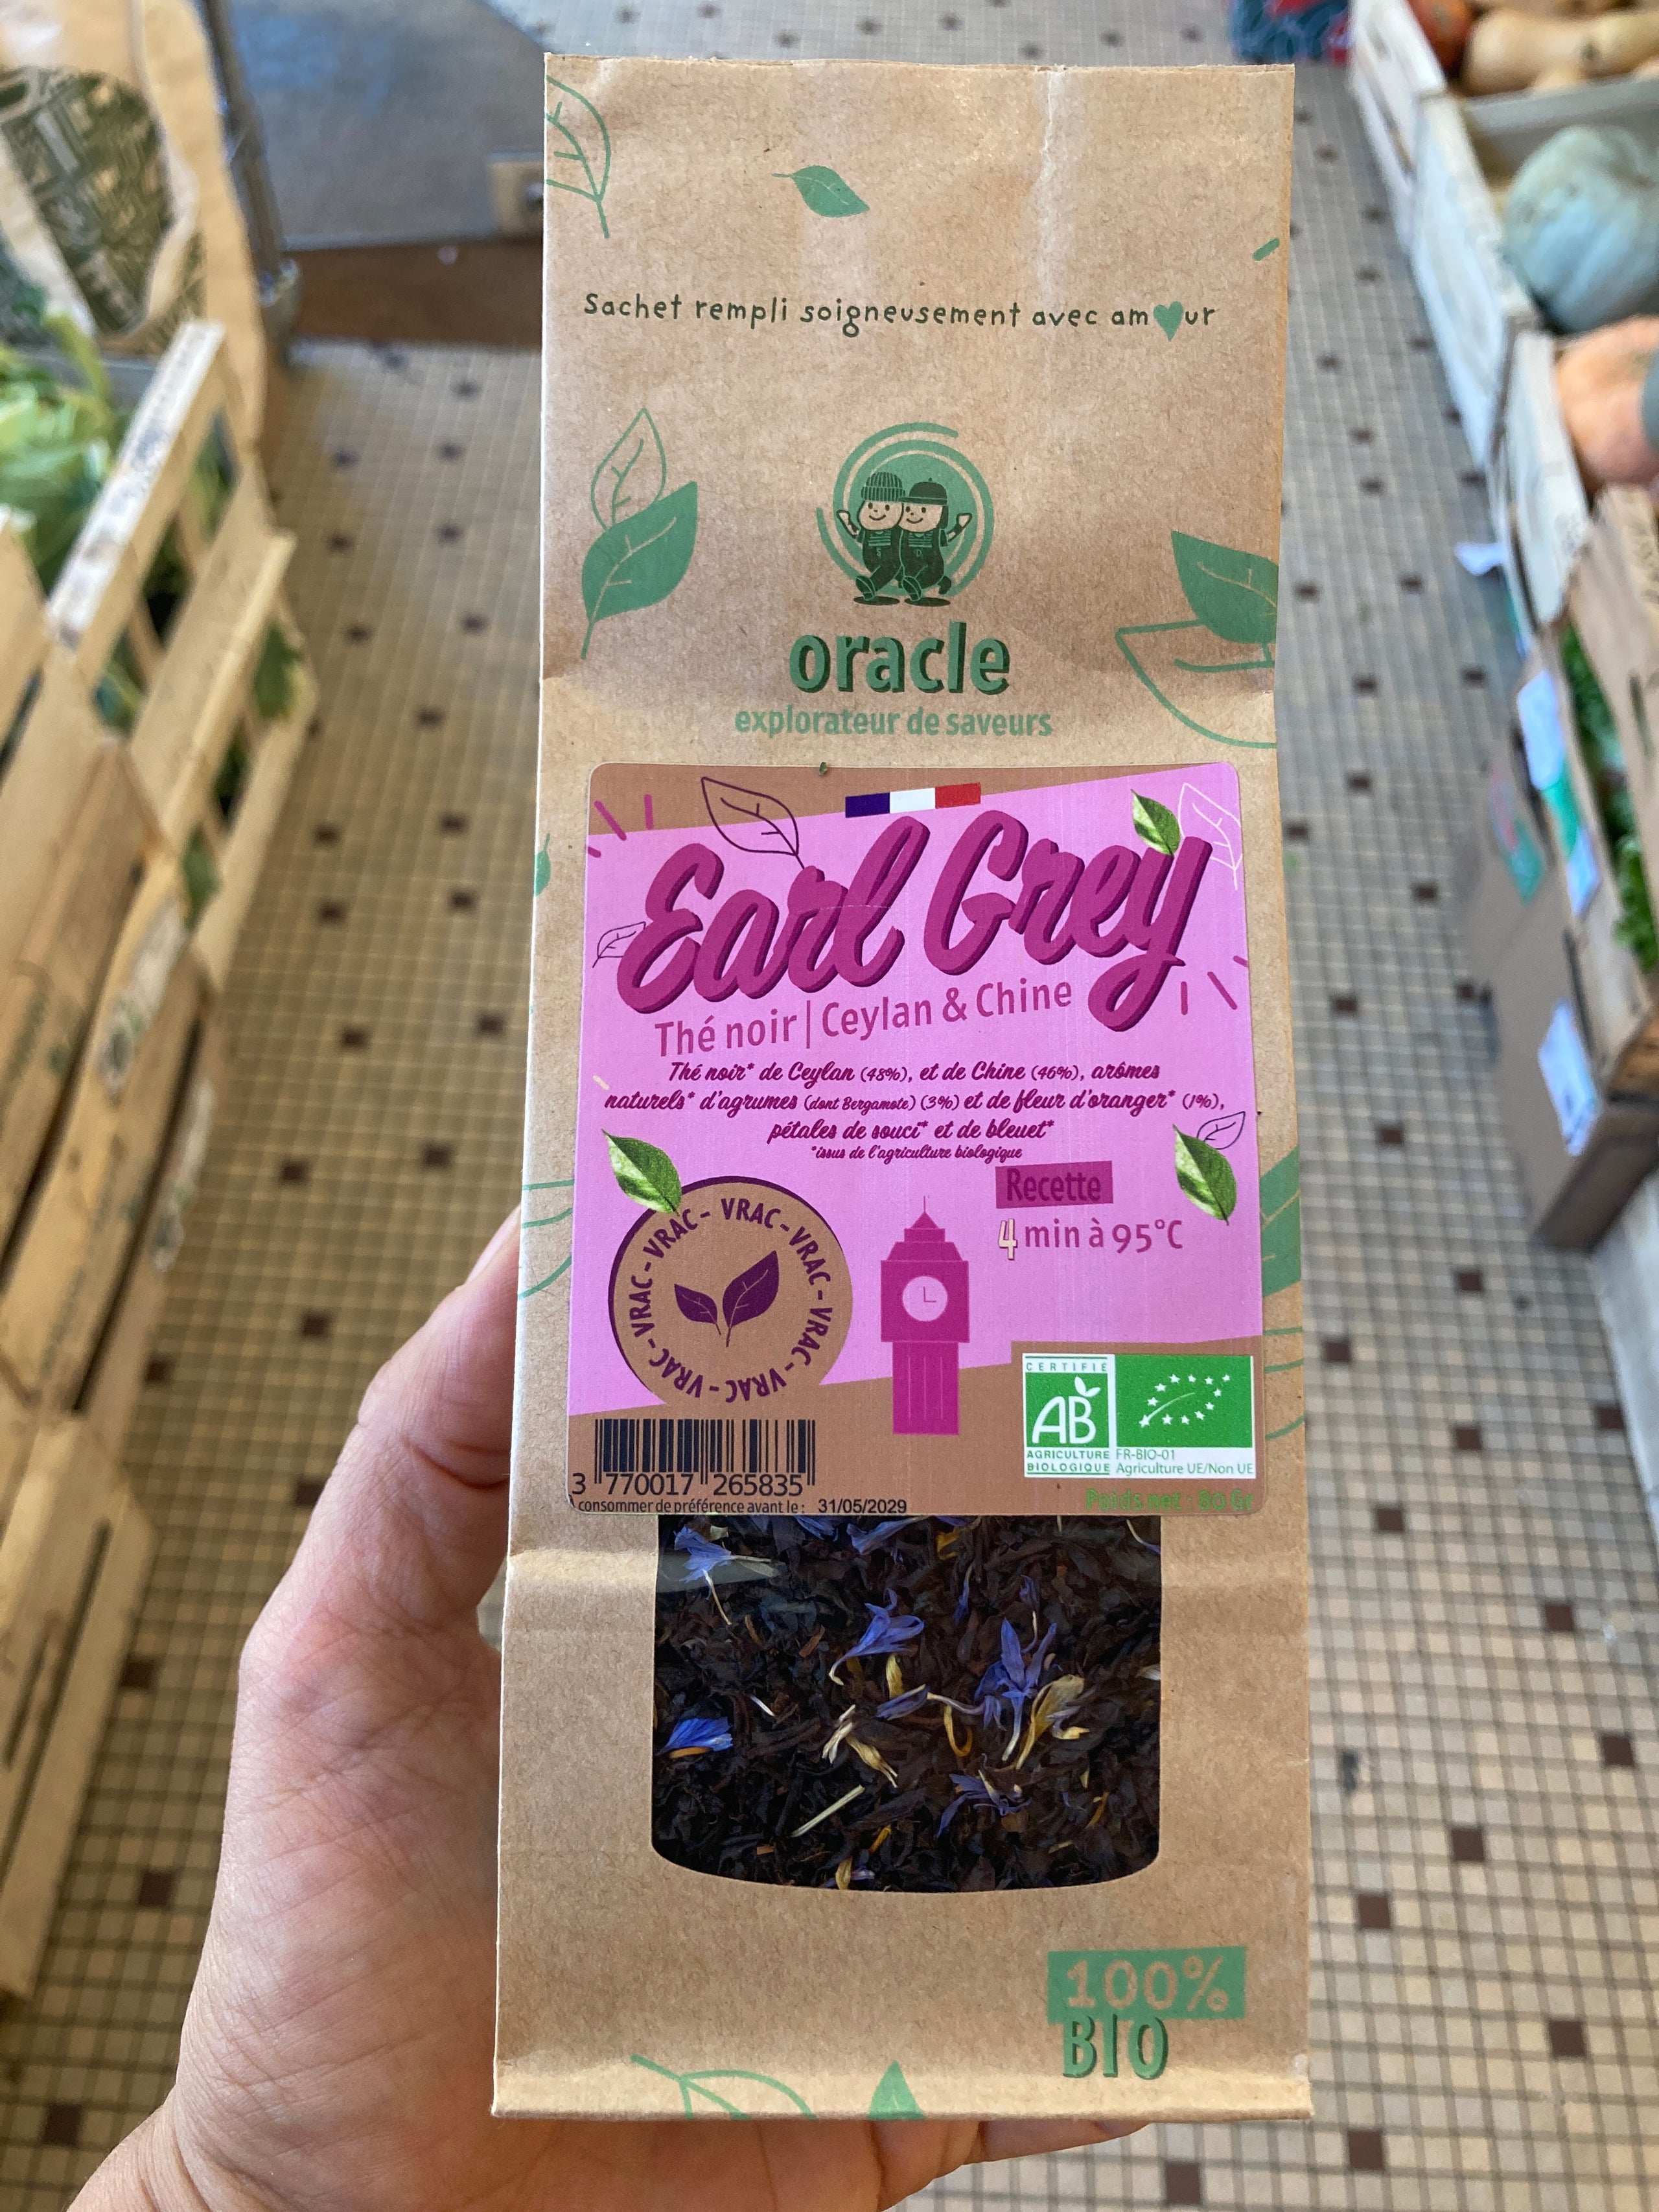 Sachet rempli soigneusement avec am♥ur
oracle
explorateur de saveurs
Earl Grey
Thé noir | Ceylan & Chine
Thé noir* de Ceylan (48%), et de Chine (46%), arômes
naturels* d'agrumes (dont Bergamote) (3%) et de fleur d'oranger* (1%),
pétales de souci* et de bleuet*
*issus de l'agriculture biologique
Recette
4 min à 95°C
VRAC - VRAC - VRAC - VRAC - VRAC - VRAC - VRAC -
CERTIFIÉ
AB
AGRICULTURE
BIOLOGIQUE
FR-BIO-01
Agriculture UE/Non UE
3 770017 265835
consommer de préférence avant le : 31/05/2029
Poids net : 80 Gr
100%
BIO